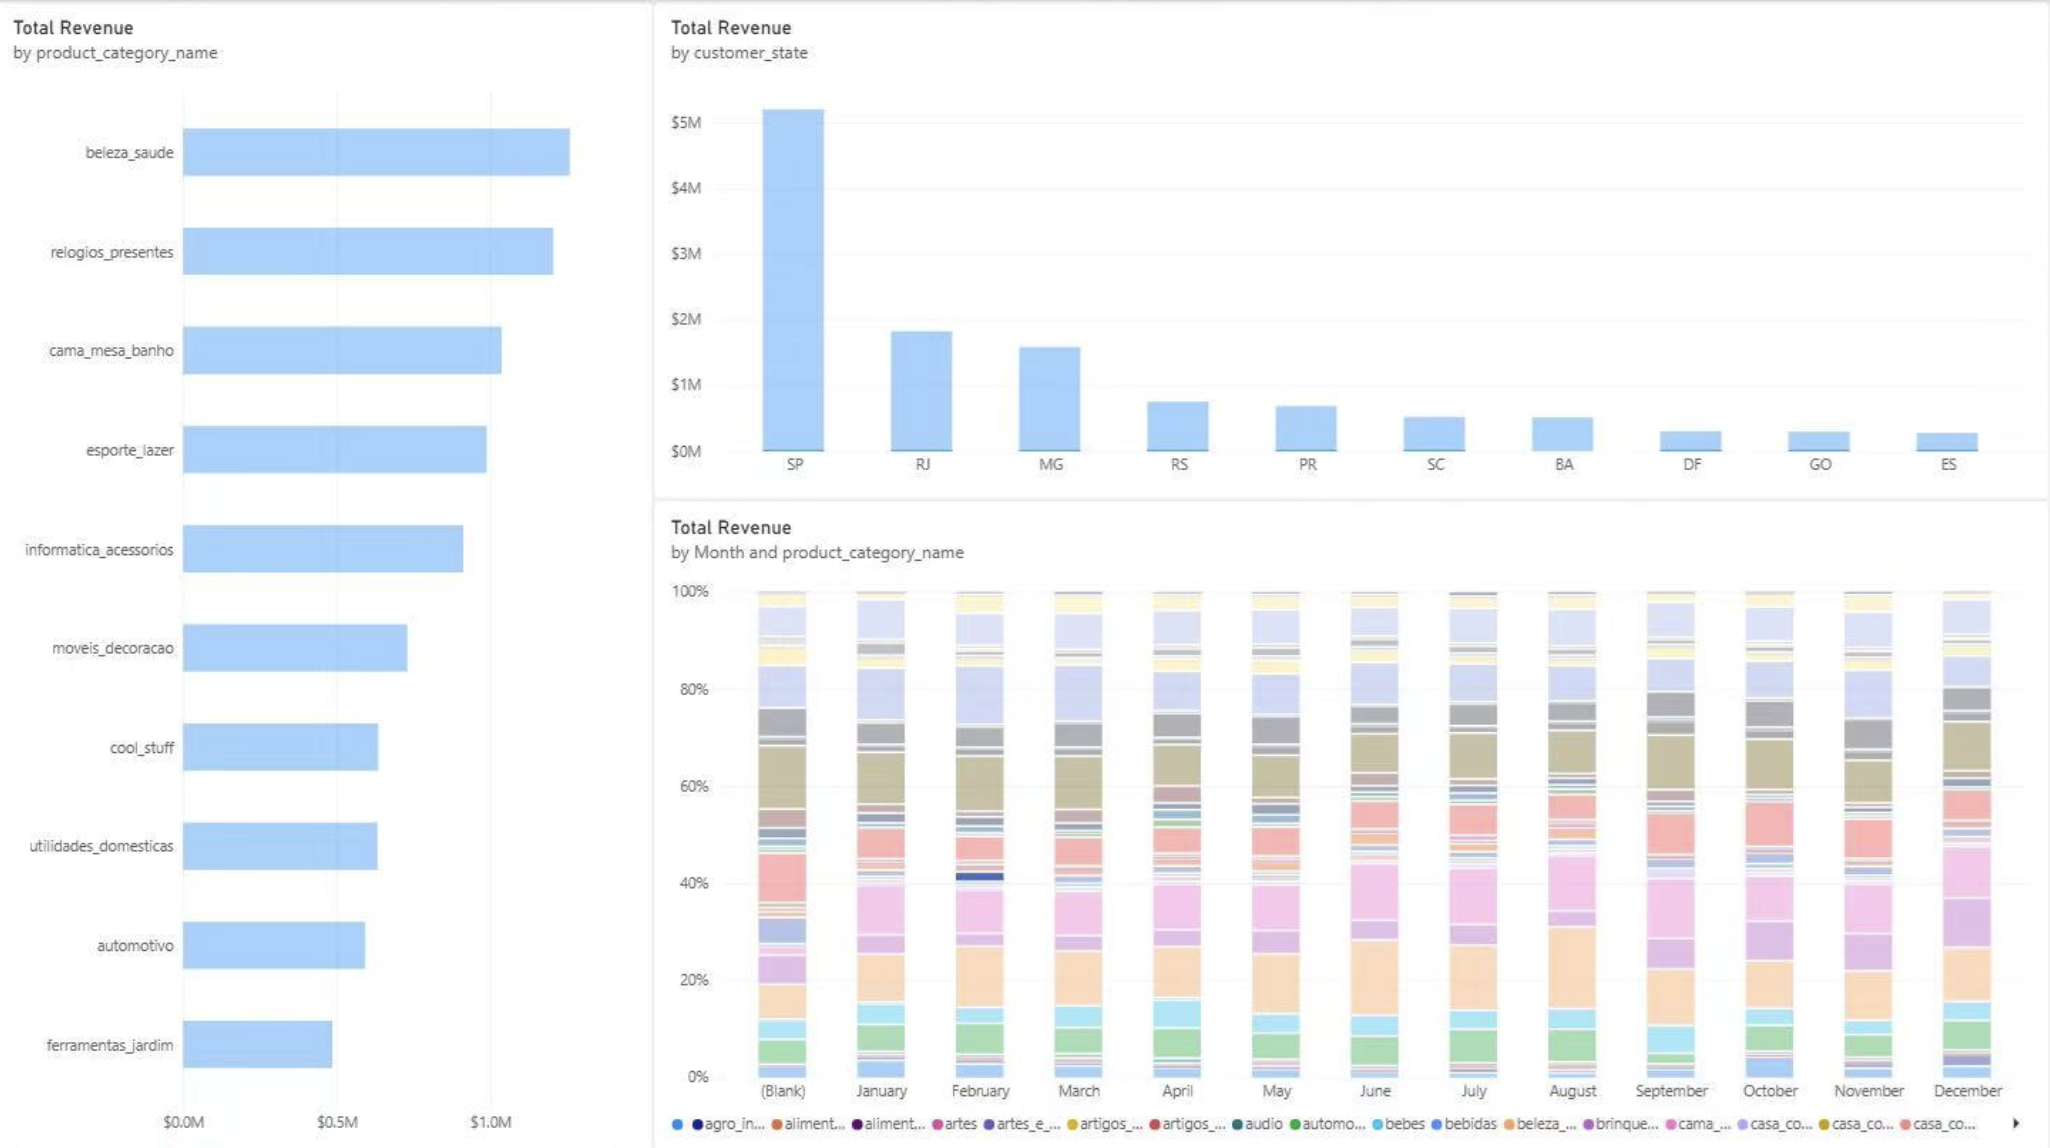 Total Revenue
by product_category_name
beleza_saude
relogios_presentes
cama_mesa_banho
esporte_lazer
informatica_acessorios
moveis_decoracao
cool_stuff
utilidades_domesticas
automotivo
ferramentas_jardim
$0.0M $0.5M $1.0M
Total Revenue
by customer_state
$5M
$4M
$3M
$2M
$1M
$0M
SP RJ MG RS PR SC BA DF GO ES
Total Revenue
by Month and product_category_name
100%
80%
60%
40%
20%
0%
(Blank) January February March April May June July August September October November December
agro_in... aliment... aliment... artes artes_e_... artigos_... artigos_... audio automo... bebes bebidas beleza_... brinque... cama_... casa_co... casa_co... casa_co...